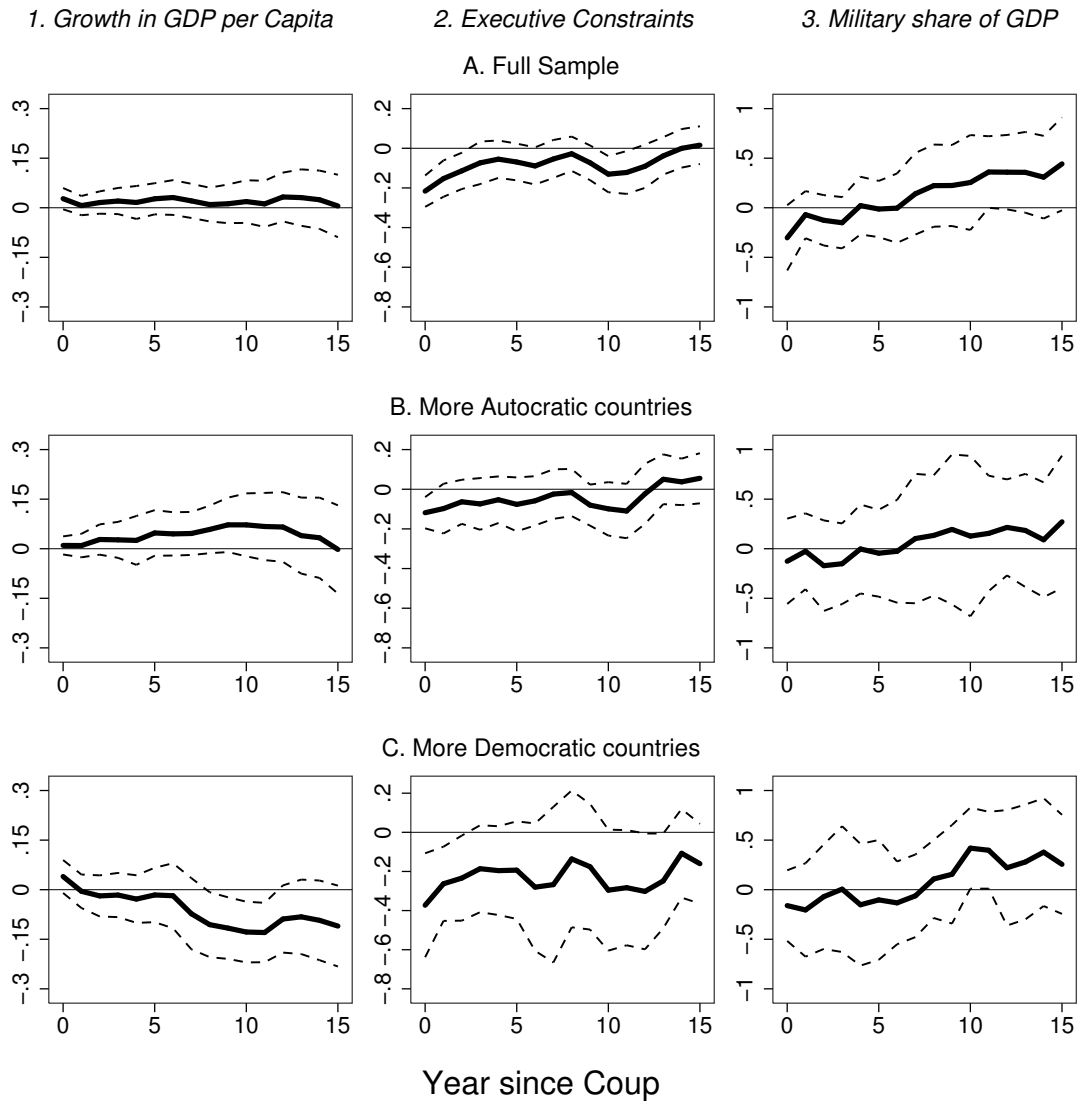 1. Growth in GDP per Capita 2. Executive Constraints 3. Military share of GDP
A. Full Sample
.3 .15 0 −.15 −.3
0 5 10 15
.2 0 −.2 −.4 −.6 −.8
0 5 10 15
1 .5 0 −.5 −1
0 5 10 15
B. More Autocratic countries
.3 .15 0 −.15 −.3
0 5 10 15
.2 0 −.2 −.4 −.6 −.8
0 5 10 15
1 .5 0 −.5 −1
0 5 10 15
C. More Democratic countries
.3 .15 0 −.15 −.3
0 5 10 15
.2 0 −.2 −.4 −.6 −.8
0 5 10 15
1 .5 0 −.5 −1
0 5 10 15
Year since Coup